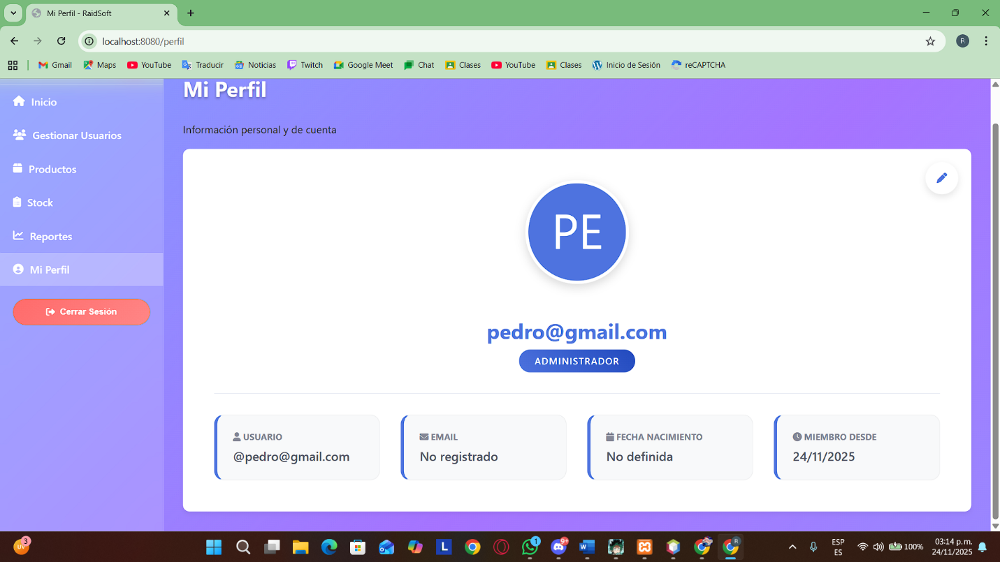 Mi Perfil - RaidSoft
localhost:8080/perfil
R
Gmail
Maps
YouTube
Traducir
Noticias
Twitch
Google Meet
Chat
Clases
YouTube
Clases
Inicio de Sesión
reCAPTCHA
Inicio
Gestionar Usuarios
Productos
Stock
Reportes
Mi Perfil
Cerrar Sesión
Mi Perfil
Información personal y de cuenta
PE
pedro@gmail.com
ADMINISTRADOR
USUARIO
@pedro@gmail.com
EMAIL
No registrado
FECHA NACIMIENTO
No definida
MIEMBRO DESDE
24/11/2025
UV
3
L
1
9+
R
ESP
ES
100%
03:14 p. m.
24/11/2025